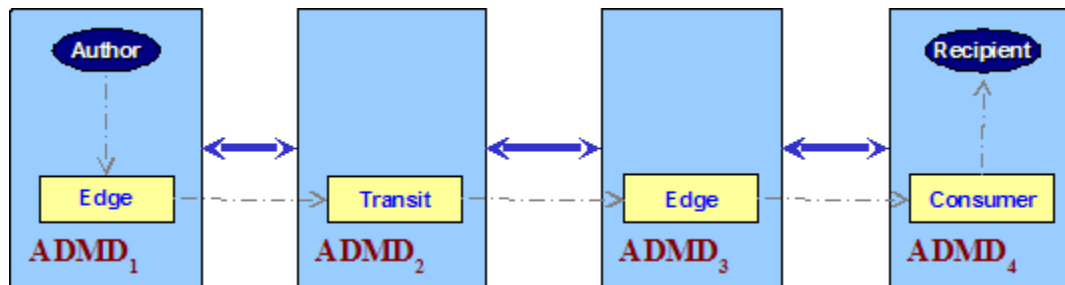 Author
Recipient
Edge
Transit
Edge
Consumer
ADMD₁
ADMD₂
ADMD₃
ADMD₄